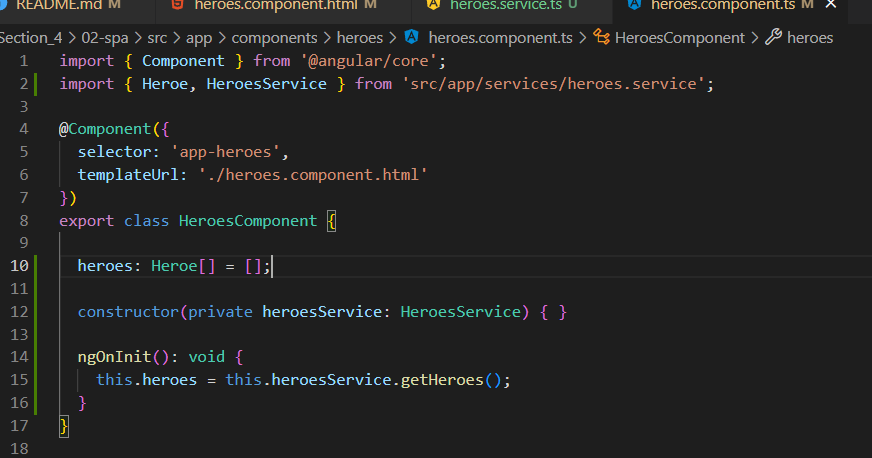 README.md M heroes.component.html M heroes.service.ts U heroes.component.ts M ×
Section_4 > 02-spa > src > app > components > heroes > heroes.component.ts > HeroesComponent > heroes
1 import { Component } from '@angular/core';
2 import { Heroe, HeroesService } from 'src/app/services/heroes.service';
3
4 @Component({
5 selector: 'app-heroes',
6 templateUrl: './heroes.component.html'
7 })
8 export class HeroesComponent {
9
10 heroes: Heroe[] = [];
11
12 constructor(private heroesService: HeroesService) { }
13
14 ngOnInit(): void {
15 this.heroes = this.heroesService.getHeroes();
16 }
17 }
18